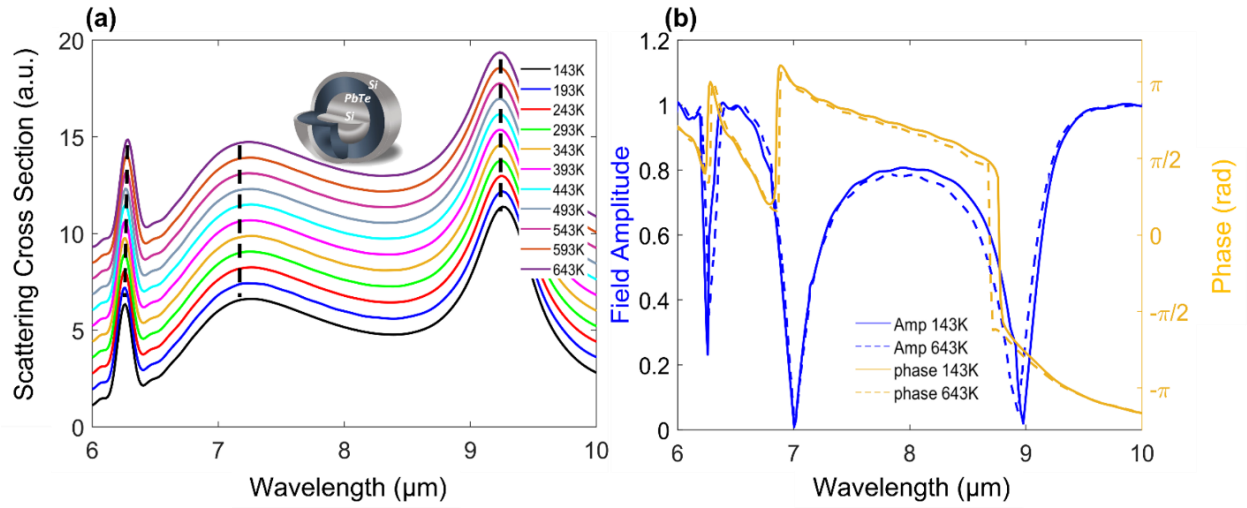 (a)
Scattering Cross Section (a.u.)
20
15
10
5
0
6
7
8
9
10
Wavelength (μm)
Si
PbTe
Si
143K
193K
243K
293K
343K
393K
443K
493K
543K
593K
643K
(b)
Field Amplitude
1.2
1
0.8
0.6
0.4
0.2
0
6
7
8
9
10
Wavelength (μm)
Amp 143K
Amp 643K
phase 143K
phase 643K
π
π/2
0
-π/2
-π
Phase (rad)